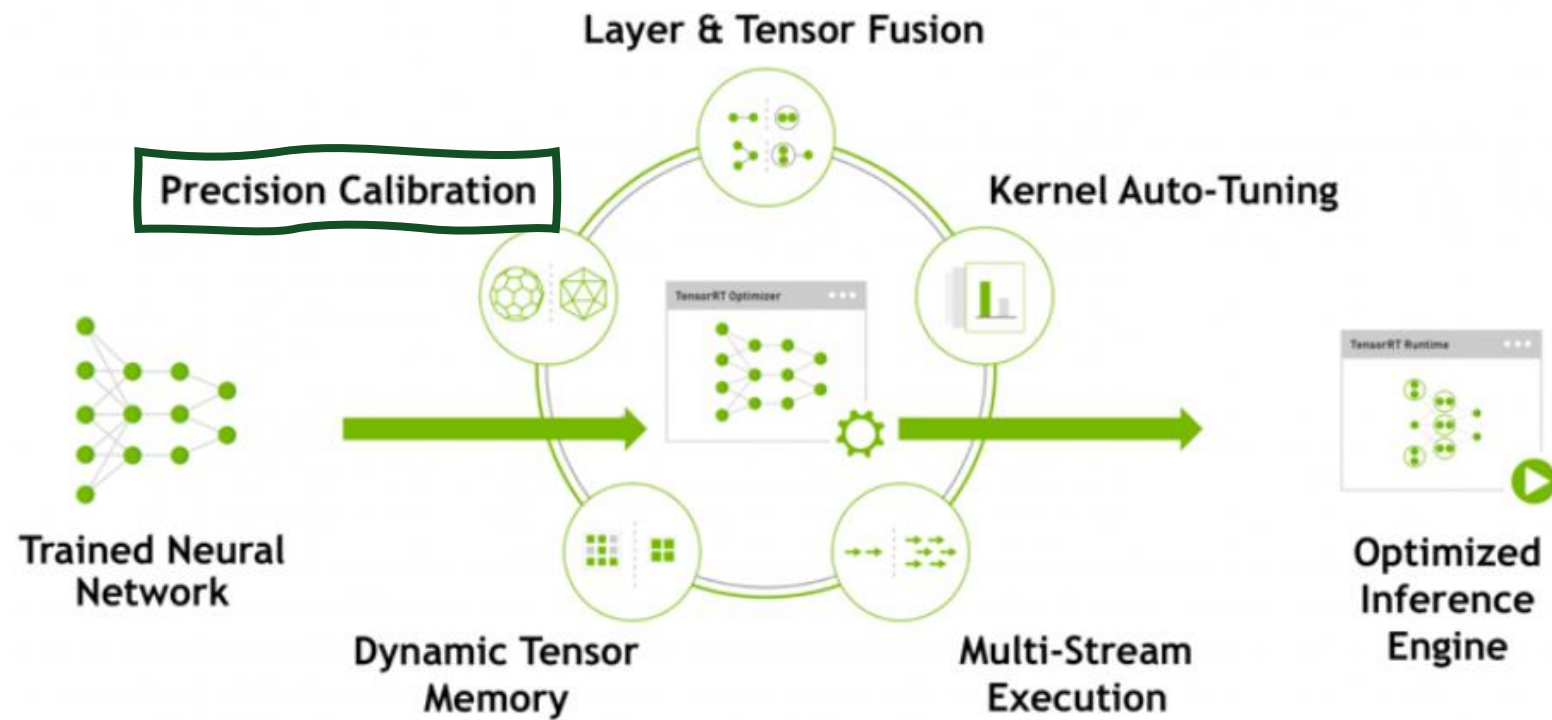 Layer & Tensor Fusion
Precision Calibration
Kernel Auto-Tuning
TensorRT Optimizer
TensorRT Runtime
Trained Neural
Network
Dynamic Tensor
Memory
Multi-Stream
Execution
Optimized
Inference
Engine